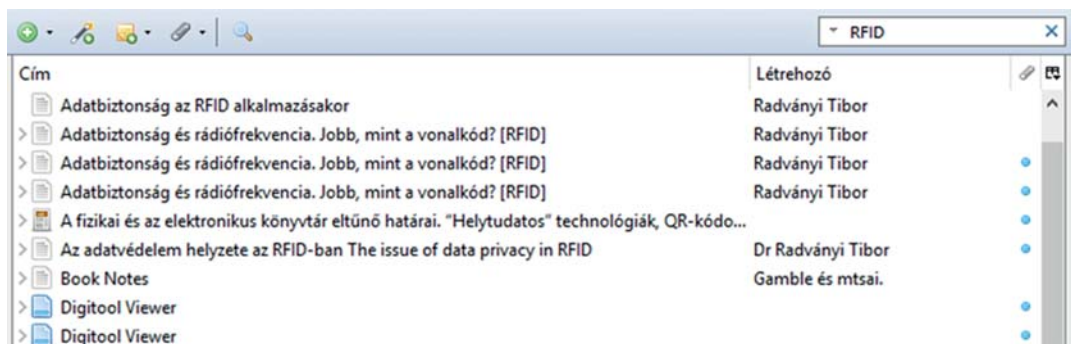 RFID
Cím Létrehozó
Adatbiztonság az RFID alkalmazásakor Radványi Tibor
Adatbiztonság és rádiófrekvencia. Jobb, mint a vonalkód? [RFID] Radványi Tibor
Adatbiztonság és rádiófrekvencia. Jobb, mint a vonalkód? [RFID] Radványi Tibor
Adatbiztonság és rádiófrekvencia. Jobb, mint a vonalkód? [RFID] Radványi Tibor
A fizikai és az elektronikus könyvtár eltűnő határai. "Helytudatos" technológiák, QR-kódo...
Az adatvédelem helyzete az RFID-ban The issue of data privacy in RFID Dr Radványi Tibor
Book Notes Gamble és mtsai.
Digitool Viewer
Digitool Viewer